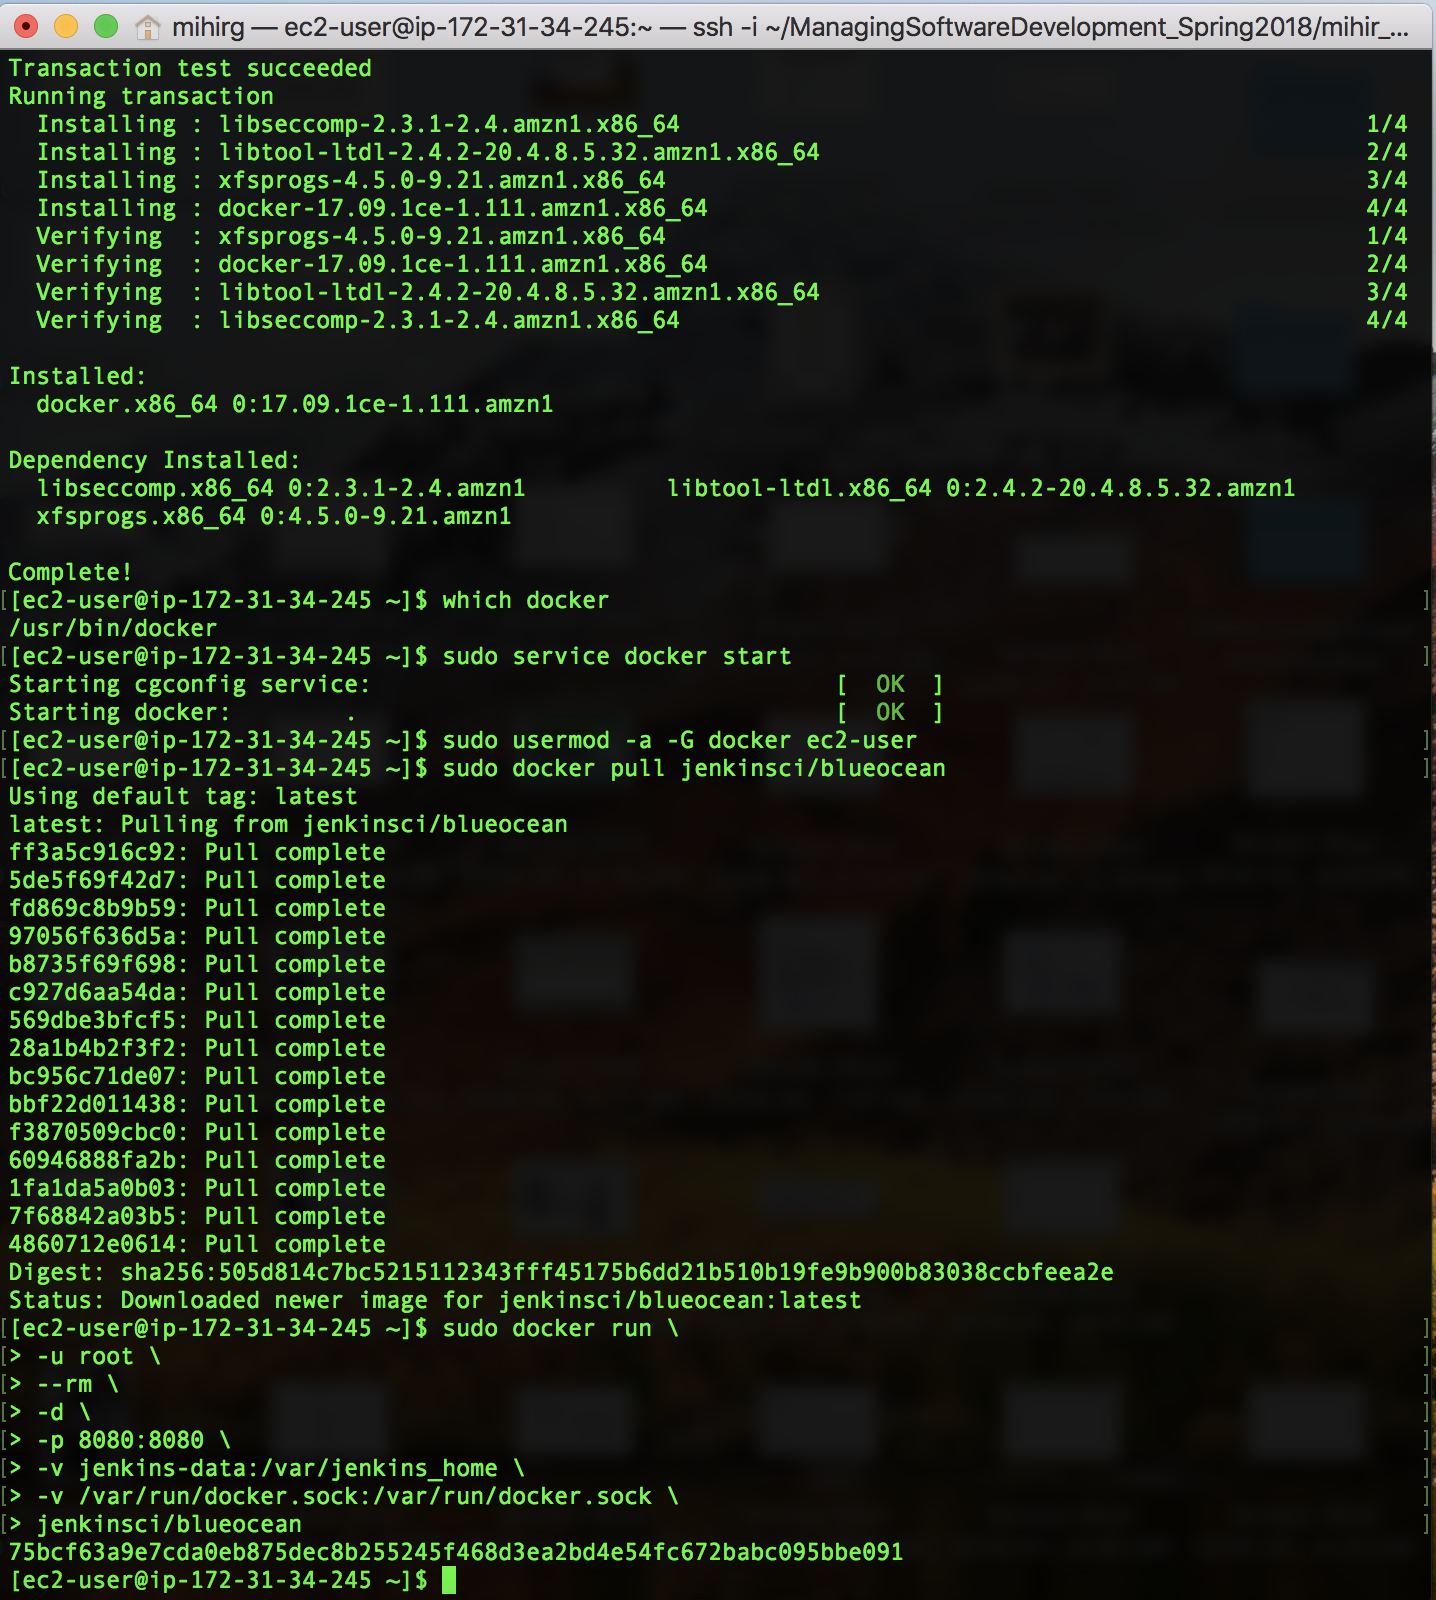 mihirg — ec2-user@ip-172-31-34-245:~ — ssh -i ~/ManagingSoftwareDevelopment_Spring2018/mihir_...
Transaction test succeeded
Running transaction
  Installing : libseccomp-2.3.1-2.4.amzn1.x86_64 1/4
  Installing : libtool-ltdl-2.4.2-20.4.8.5.32.amzn1.x86_64 2/4
  Installing : xfsprogs-4.5.0-9.21.amzn1.x86_64 3/4
  Installing : docker-17.09.1ce-1.111.amzn1.x86_64 4/4
  Verifying  : xfsprogs-4.5.0-9.21.amzn1.x86_64 1/4
  Verifying  : docker-17.09.1ce-1.111.amzn1.x86_64 2/4
  Verifying  : libtool-ltdl-2.4.2-20.4.8.5.32.amzn1.x86_64 3/4
  Verifying  : libseccomp-2.3.1-2.4.amzn1.x86_64 4/4
Installed:
  docker.x86_64 0:17.09.1ce-1.111.amzn1
Dependency Installed:
  libseccomp.x86_64 0:2.3.1-2.4.amzn1          libtool-ltdl.x86_64 0:2.4.2-20.4.8.5.32.amzn1
  xfsprogs.x86_64 0:4.5.0-9.21.amzn1
Complete!
[[ec2-user@ip-172-31-34-245 ~]$ which docker ]
/usr/bin/docker
[[ec2-user@ip-172-31-34-245 ~]$ sudo service docker start ]
Starting cgconfig service: [  OK  ]
Starting docker: . [  OK  ]
[[ec2-user@ip-172-31-34-245 ~]$ sudo usermod -a -G docker ec2-user ]
[[ec2-user@ip-172-31-34-245 ~]$ sudo docker pull jenkinsci/blueocean ]
Using default tag: latest
latest: Pulling from jenkinsci/blueocean
ff3a5c916c92: Pull complete
5de5f69f42d7: Pull complete
fd869c8b9b59: Pull complete
97056f636d5a: Pull complete
b8735f69f698: Pull complete
c927d6aa54da: Pull complete
569dbe3bfcf5: Pull complete
28a1b4b2f3f2: Pull complete
bc956c71de07: Pull complete
bbf22d011438: Pull complete
f3870509cbc0: Pull complete
60946888fa2b: Pull complete
1fa1da5a0b03: Pull complete
7f68842a03b5: Pull complete
4860712e0614: Pull complete
Digest: sha256:505d814c7bc5215112343fff45175b6dd21b510b19fe9b900b83038ccbfeea2e
Status: Downloaded newer image for jenkinsci/blueocean:latest
[[ec2-user@ip-172-31-34-245 ~]$ sudo docker run \ ]
[> -u root \ ]
[> --rm \ ]
[> -d \ ]
[> -p 8080:8080 \ ]
[> -v jenkins-data:/var/jenkins_home \ ]
[> -v /var/run/docker.sock:/var/run/docker.sock \ ]
[> jenkinsci/blueocean ]
75bcf63a9e7cda0eb875dec8b255245f468d3ea2bd4e54fc672babc095bbe091
[ec2-user@ip-172-31-34-245 ~]$